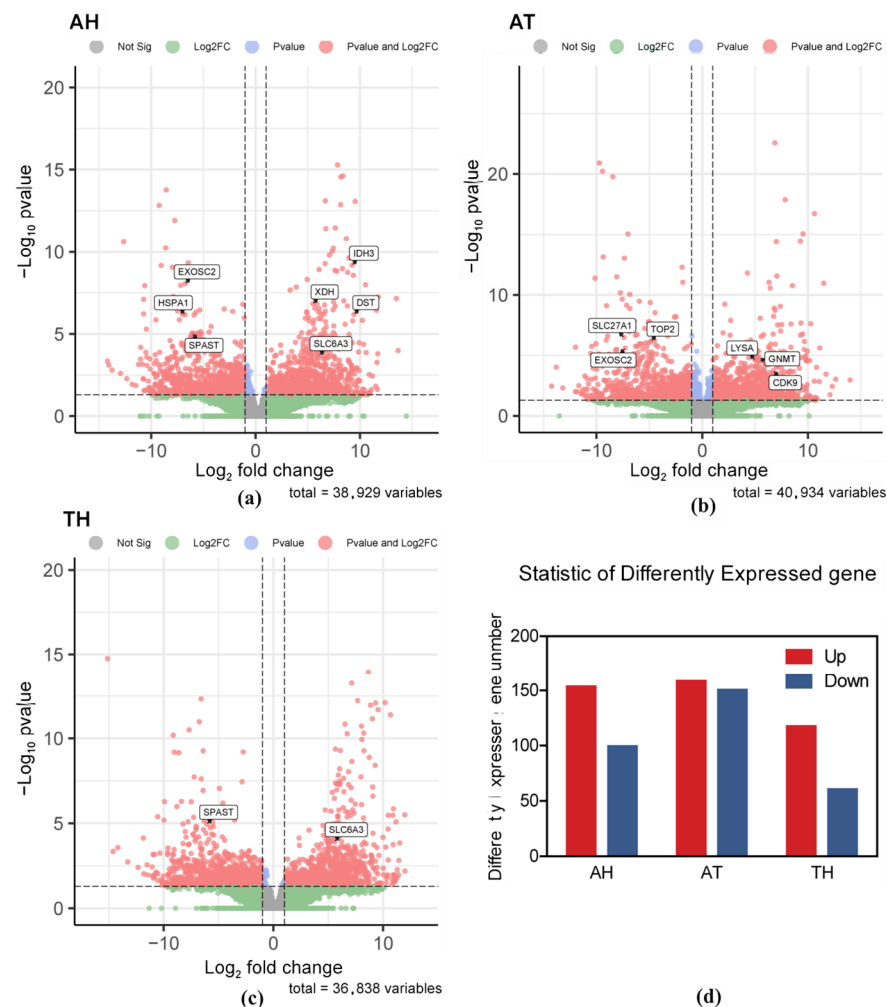 AH
Not Sig Log2FC Pvalue Pvalue and Log2FC
20
15
10
5
0
−Log10 pvalue
EXOSC2
HSPA1
SPAST
IDH3
XDH
DST
SLC6A3
−10 0 10
Log2 fold change
total = 38,929 variables
(a)
AT
Not Sig Log2FC Pvalue Pvalue and Log2FC
20
10
0
−Log10 pvalue
SLC27A1
TOP2
EXOSC2
LYSA
GNMT
CDK9
−10 0 10
Log2 fold change
total = 40,934 variables
(b)
TH
Not Sig Log2FC Pvalue Pvalue and Log2FC
20
15
10
5
0
−Log10 pvalue
SPAST
SLC6A3
−10 0 10
Log2 fold change
total = 36,838 variables
(c)
Statistic of Differently Expressed gene
200
150
100
50
0
Up
Down
AH AT TH
(d)